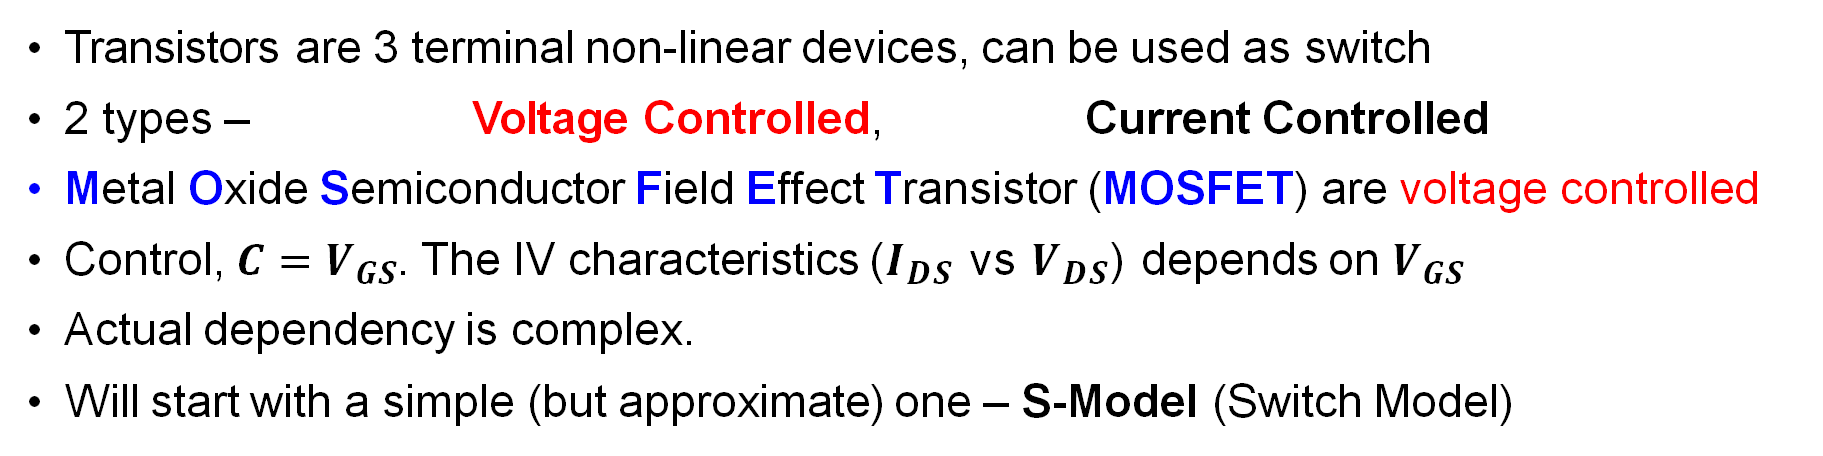 • Transistors are 3 terminal non-linear devices, can be used as switch
• 2 types – Voltage Controlled, Current Controlled
• Metal Oxide Semiconductor Field Effect Transistor (MOSFET) are voltage controlled
• Control, C = V_GS. The IV characteristics (I_DS vs V_DS) depends on V_GS
• Actual dependency is complex.
• Will start with a simple (but approximate) one – S-Model (Switch Model)